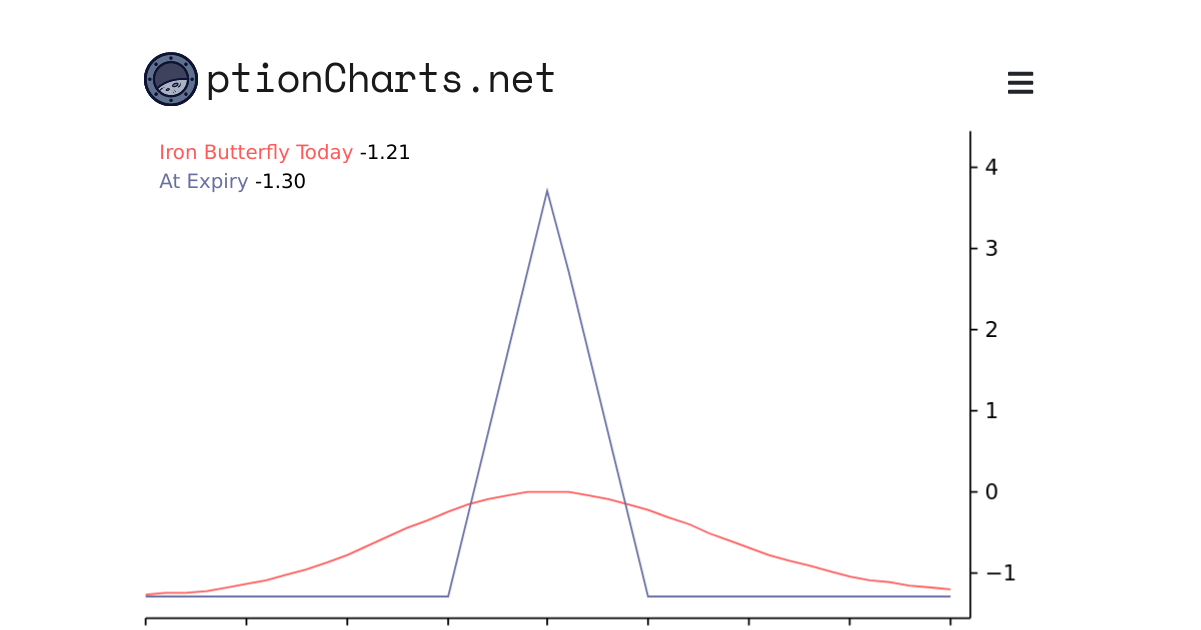 ptionCharts.net
Iron Butterfly Today -1.21
At Expiry -1.30
4
3
2
1
0
−1